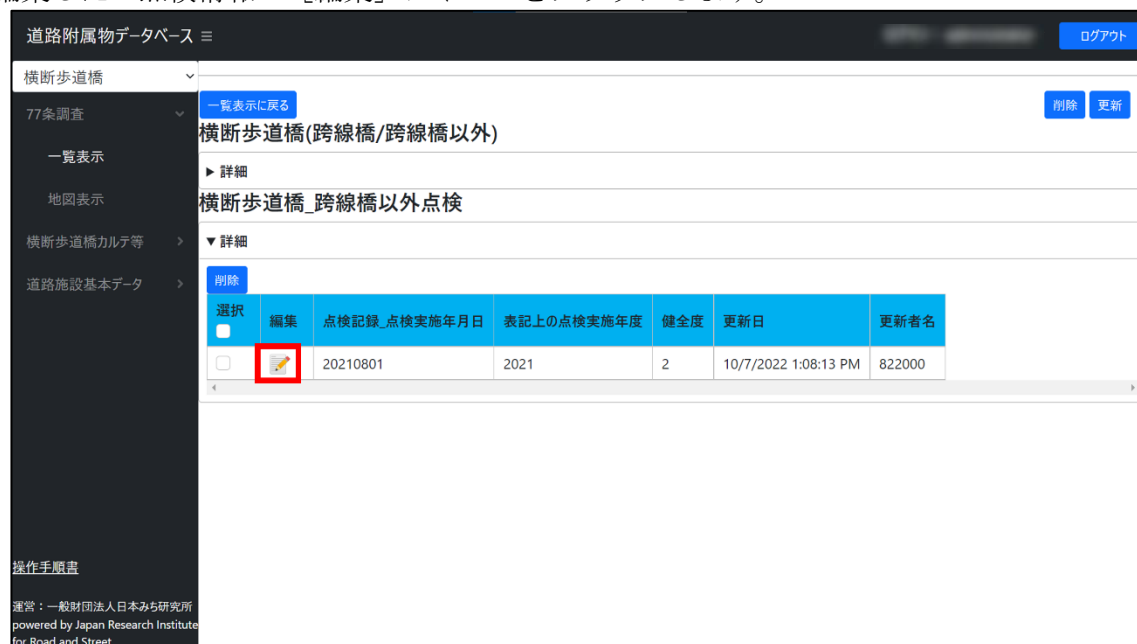 道路附属物データベース ≡
ログアウト
横断歩道橋
77条調査
一覧表示
地図表示
横断歩道橋カルテ等
道路施設基本データ
操作手順書
運営：一般財団法人日本みち研究所
powered by Japan Research Institute
for Road and Street
一覧表示に戻る
削除 更新
横断歩道橋(跨線橋/跨線橋以外)
▶ 詳細
横断歩道橋_跨線橋以外点検
▼詳細
削除
選択 編集 点検記録_点検実施年月日 表記上の点検実施年度 健全度 更新日 更新者名
20210801 2021 2 10/7/2022 1:08:13 PM 822000